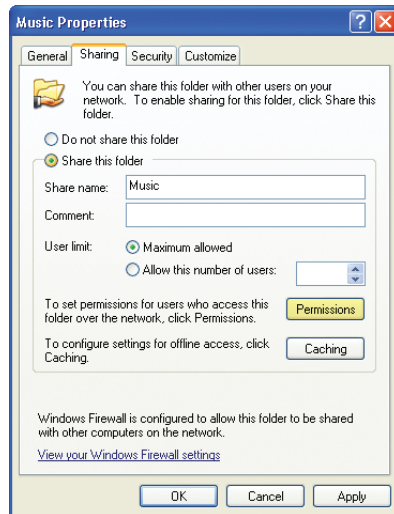 Music Properties
General Sharing Security Customize
You can share this folder with other users on your
network. To enable sharing for this folder, click Share this
folder.
Do not share this folder
Share this folder
Share name: Music
Comment:
User limit: Maximum allowed
Allow this number of users:
To set permissions for users who access this
folder over the network, click Permissions.
Permissions
To configure settings for offline access, click
Caching.
Caching
Windows Firewall is configured to allow this folder to be shared
with other computers on the network.
View your Windows Firewall settings
OK Cancel Apply